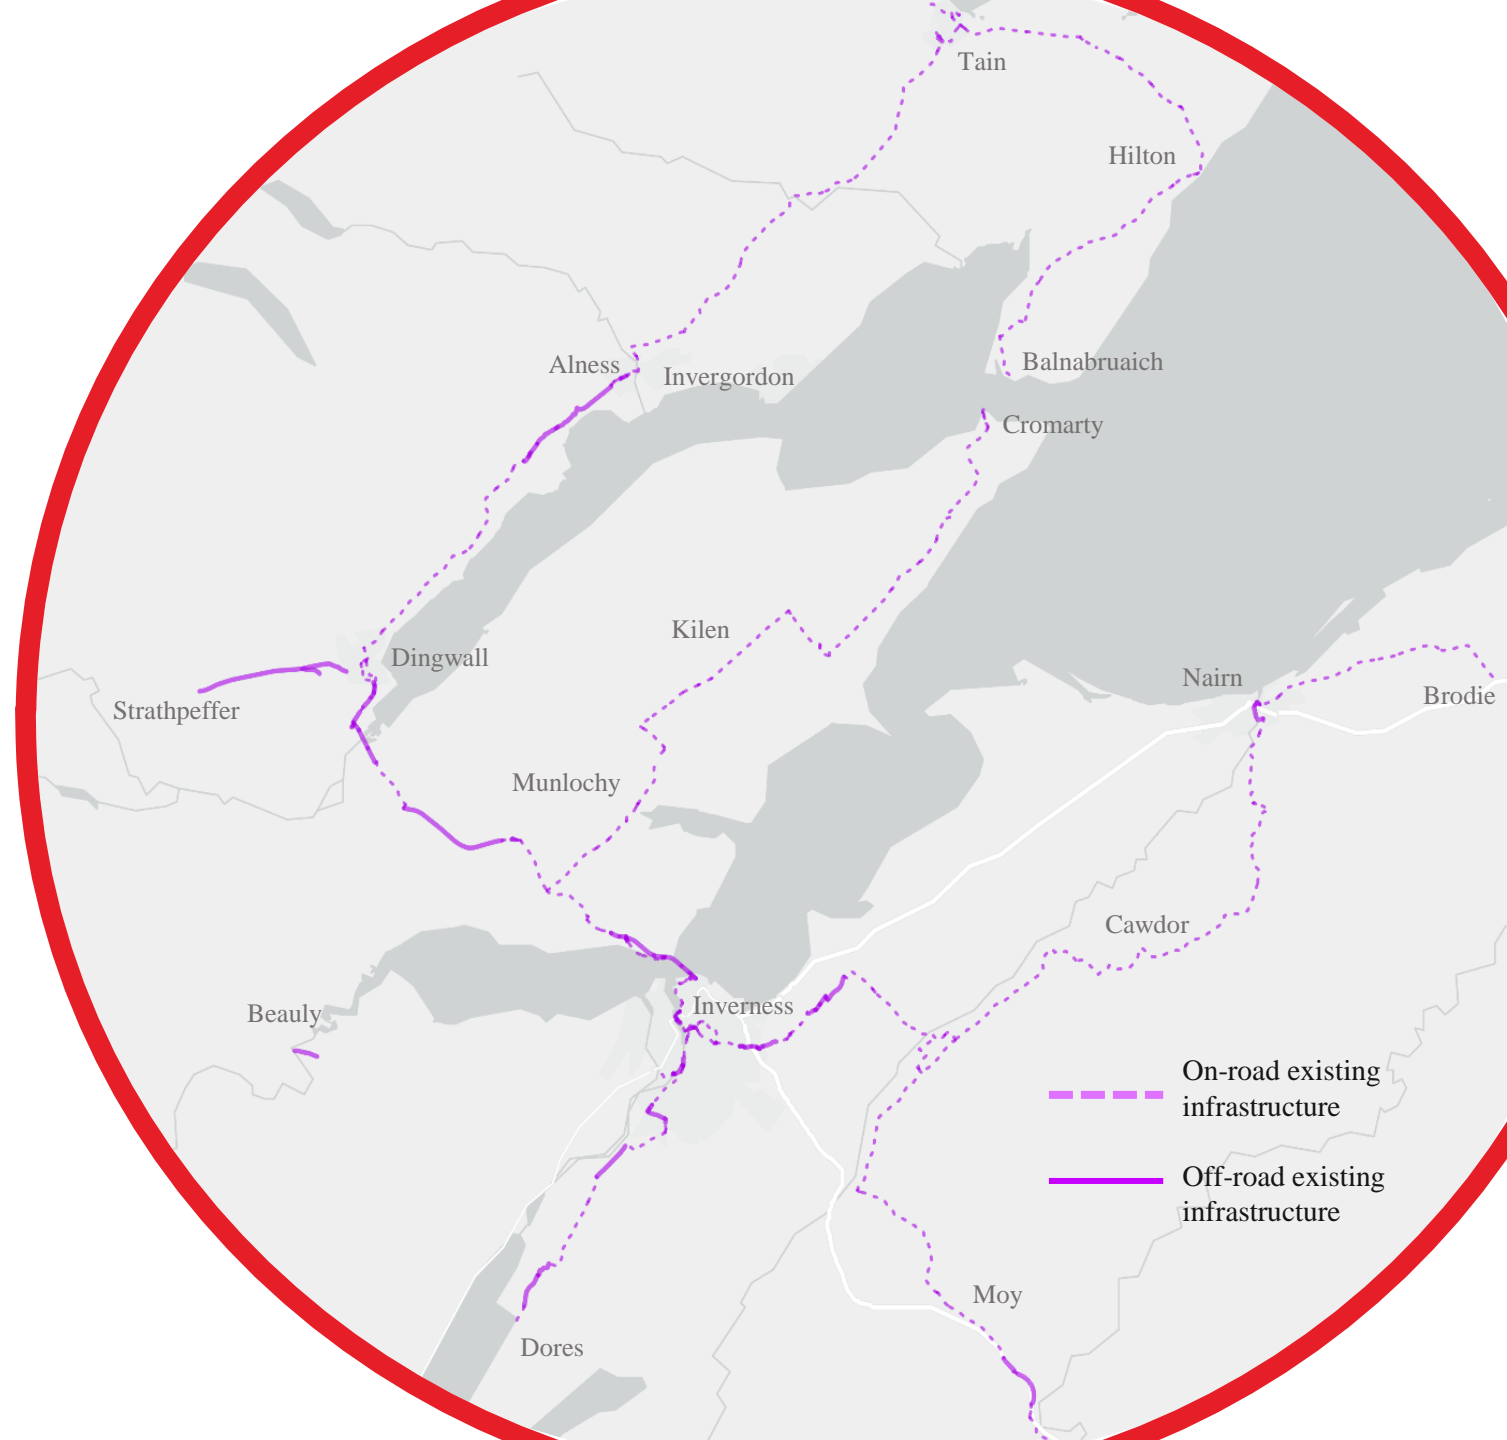 Tain
Hilton
Alness
Invergordon
Balnabruaich
Cromarty
Kilen
Dingwall
Nairn
Strathpeffer
Brodie
Munlochy
Cawdor
Beauly
Inverness
On-road existing
infrastructure
Off-road existing
infrastructure
Moy
Dores